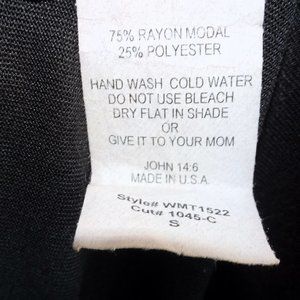 75% RAYON MODAL
25% POLYESTER
HAND WASH COLD WATER
DO NOT USE BLEACH
DRY FLAT IN SHADE
OR
GIVE IT TO YOUR MOM
JOHN 14:6
MADE IN U.S.A.
Style# WMT1522
Cut# 1045-C
S